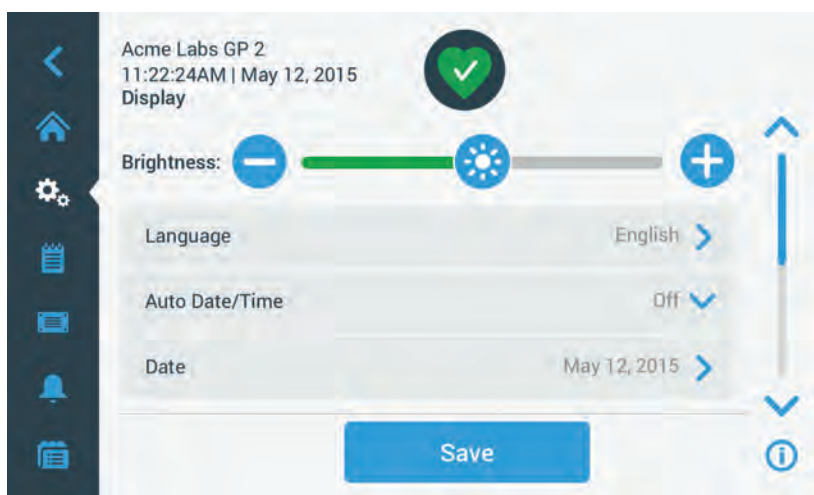 Acme Labs GP 2
11:22:24AM | May 12, 2015
Display
Brightness:
Language English
Auto Date/Time Off
Date May 12, 2015
Save